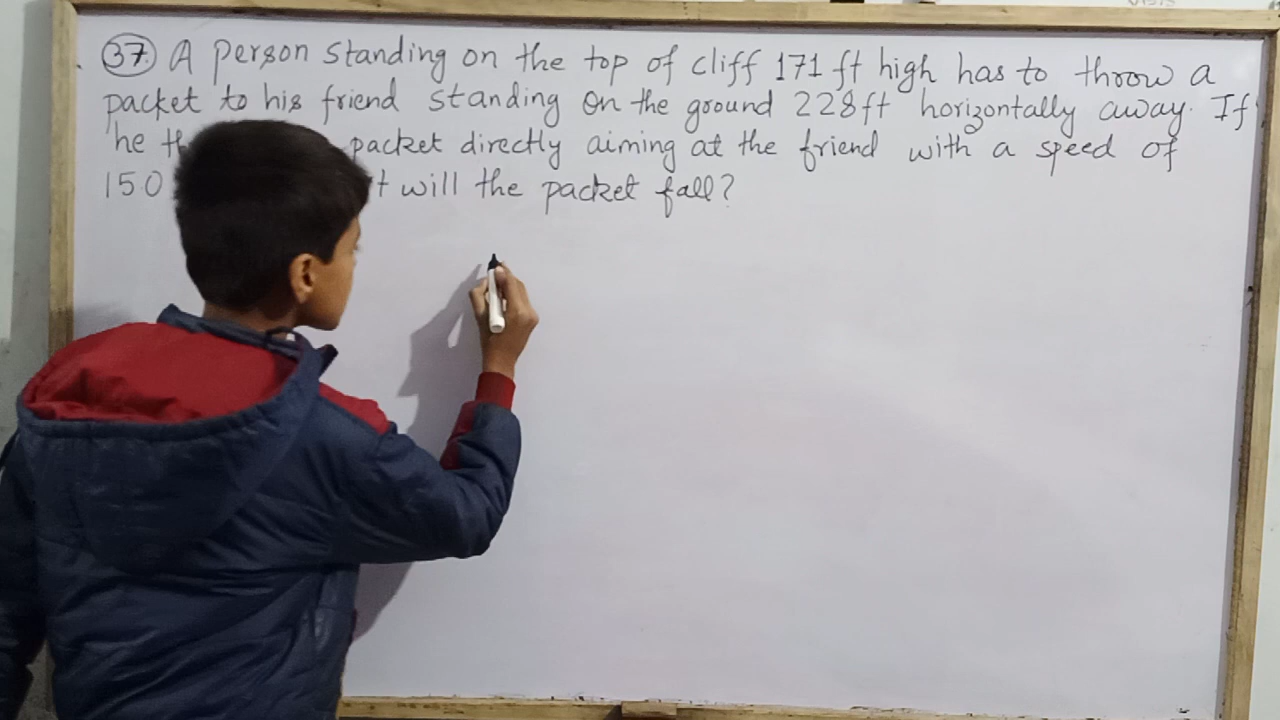 37. A person standing on the top of cliff 171 ft high has to throw a
packet to his friend standing on the ground 228 ft horizontally away. If
he packet directly aiming at the friend with a speed of
150 will the packet fall?